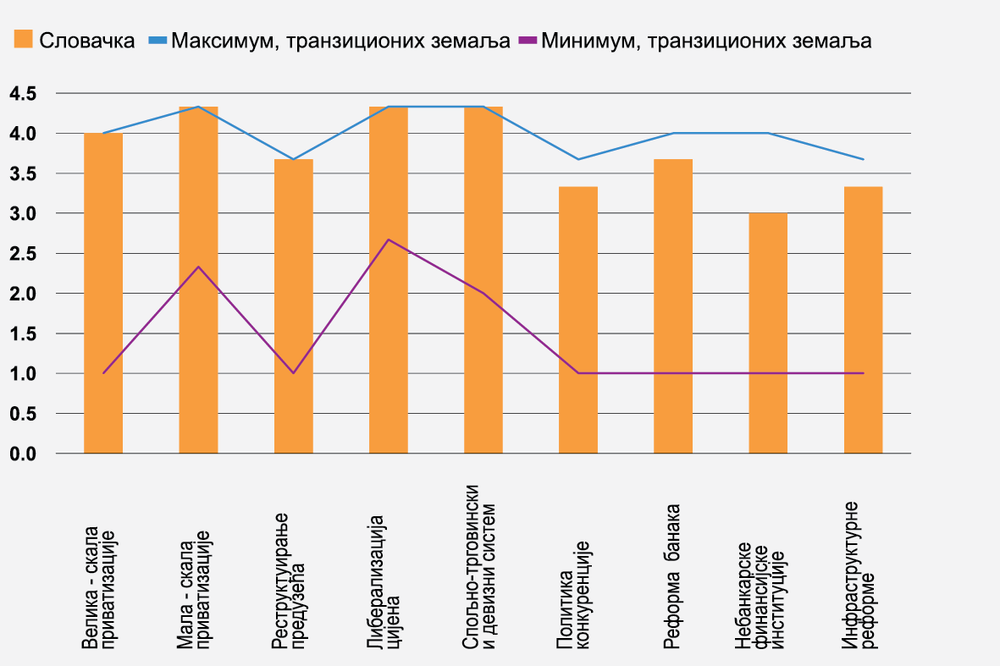 Словачка
Максимум, транзиционих земаља
Минимум, транзиционих земаља
4.5
4.0
3.5
3.0
2.5
2.0
1.5
1.0
0.5
0.0
Велика - скала
приватизације
Мала - скала
приватизације
Реструктуирање
предузећа
Либерализација
цијена
Спољно-трговински
и девизни систем
Политика
конкуренције
Реформа банака
Небанкарске
финансијске
институције
Инфраструктурне
реформе